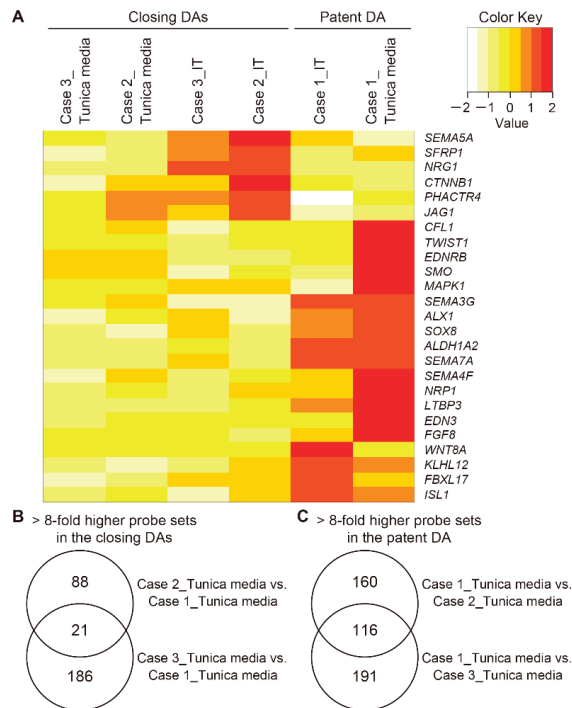 A
Closing DAs
Patent DA
Color Key
Case 3_
Tunica media
Case 2_
Tunica media
Case 3_IT
Case 2_IT
Case 1_IT
Case 1_
Tunica media
−2 −1 0 1 2
Value
SEMA5A
SFRP1
NRG1
CTNNB1
PHACTR4
JAG1
CFL1
TWIST1
EDNRB
SMO
MAPK1
SEMA3G
ALX1
SOX8
ALDH1A2
SEMA7A
SEMA4F
NRP1
LTBP3
EDN3
FGF8
WNT8A
KLHL12
FBXL17
ISL1
B
> 8-fold higher probe sets
in the closing DAs
88
Case 2_Tunica media vs.
Case 1_Tunica media
21
Case 3_Tunica media vs.
Case 1_Tunica media
186
C
> 8-fold higher probe sets
in the patent DA
160
Case 1_Tunica media vs.
Case 2_Tunica media
116
Case 1_Tunica media vs.
Case 3_Tunica media
191